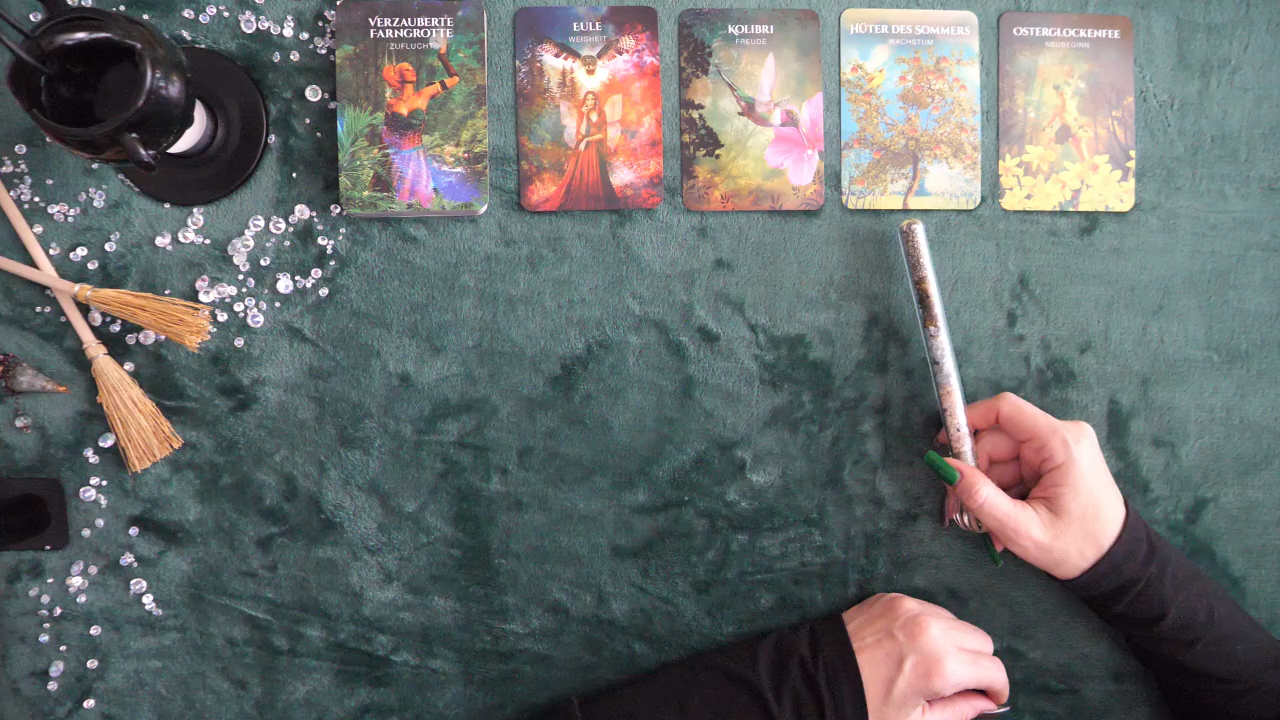 VERZAUBERTE
FARNGROTTE
ZUFLUCHT
EULE
WEISHEIT
KOLIBRI
FREUDE
HÜTER DES SOMMERS
WACHSTUM
OSTERGLOCKENFEE
NEUBEGINN